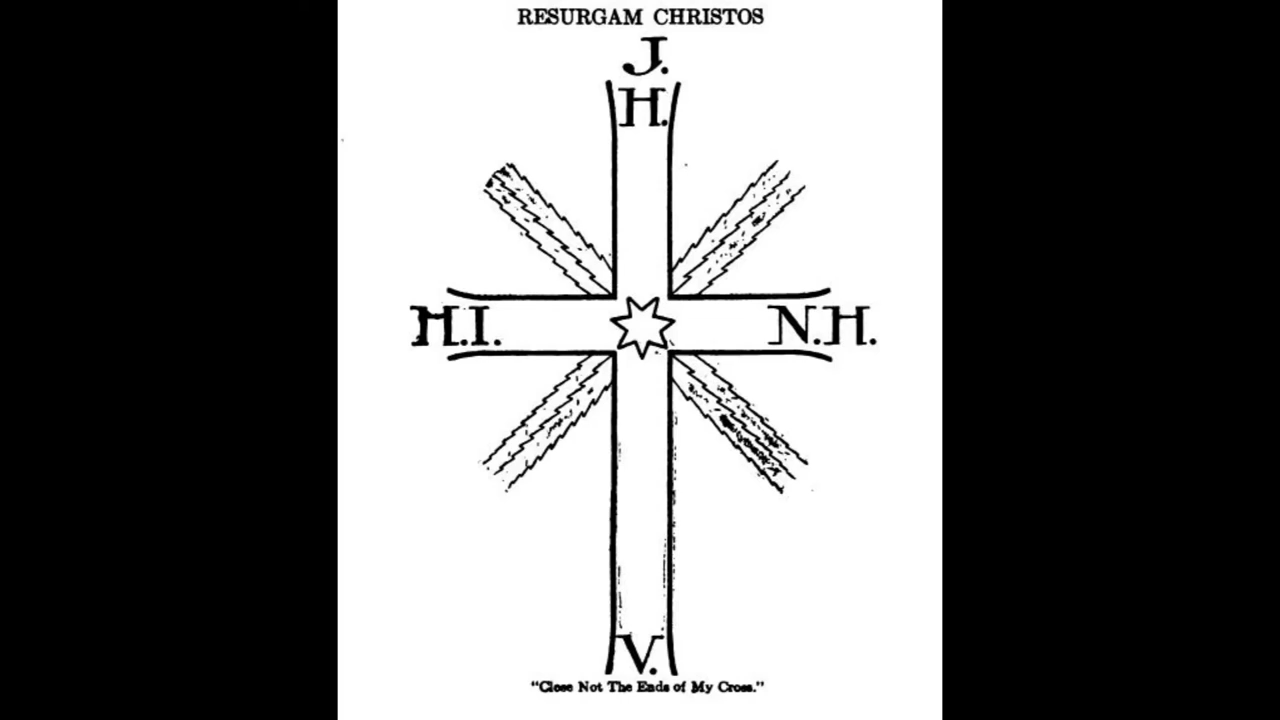 RESURGAM CHRISTOS
J.
H.
H.I. N.H.
V.
"Close Not The Ends of My Cross."